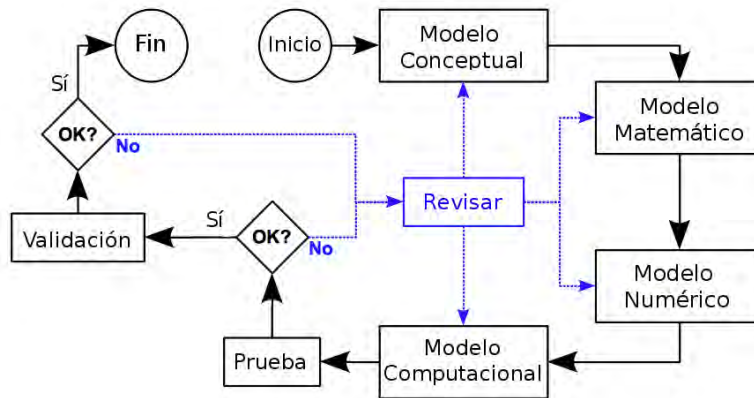 Fin
Inicio
Modelo
Conceptual
Sí
Modelo
Matemático
OK?
No
Revisar
Validación
Sí
OK?
No
Modelo
Numérico
Prueba
Modelo
Computacional